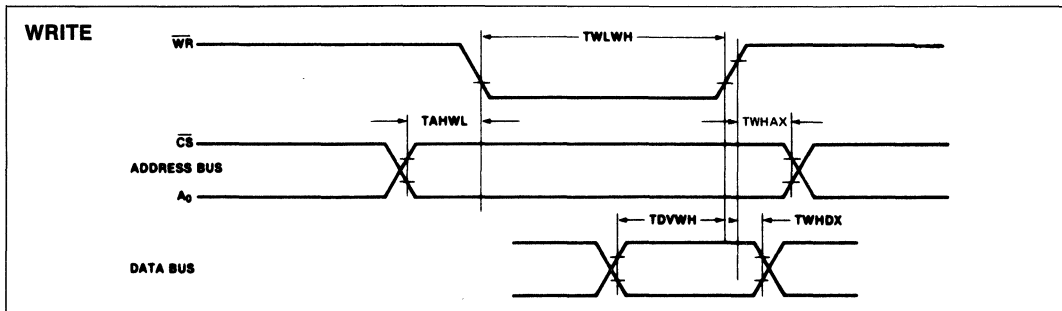 WRITE
WR
TWLWH
TAHWL
TWHAX
CS
ADDRESS BUS
A0
TDVWH
TWHDX
DATA BUS